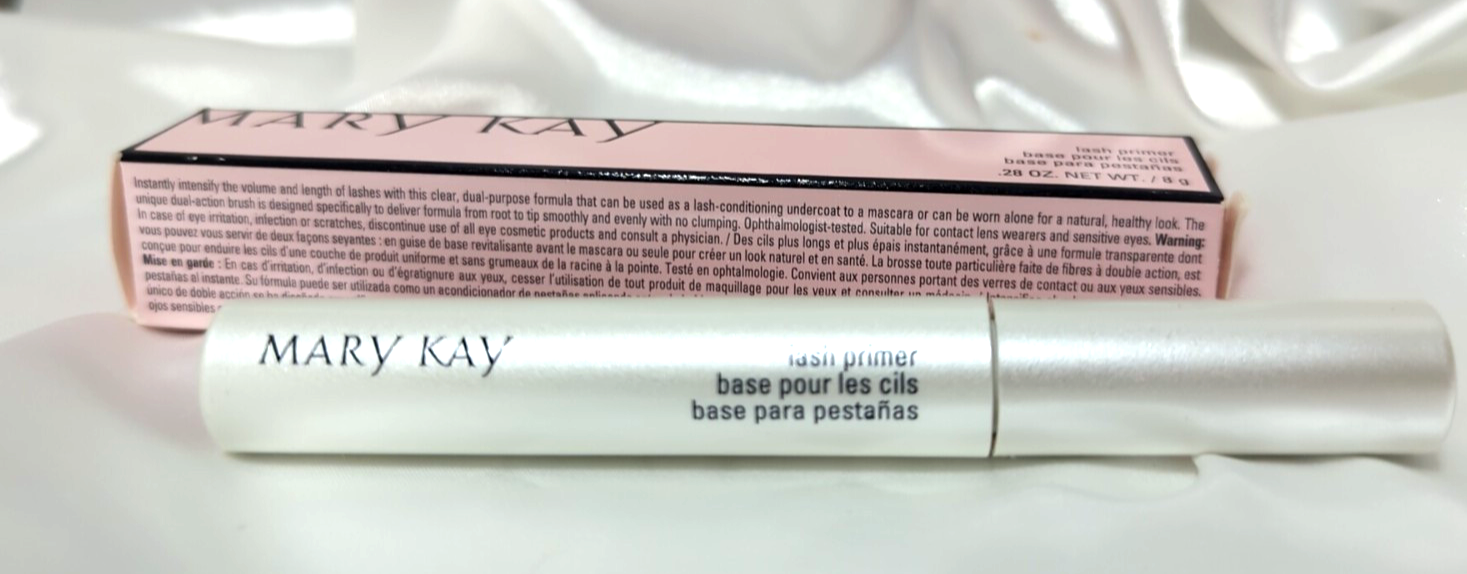 MARY KAY
lash primer
base pour les cils
base para pestañas
.28 OZ. NET WT. / 8 g
Instantly intensify the volume and length of lashes with this clear, dual-purpose formula that can be used as a lash-conditioning undercoat to a mascara or can be worn alone for a natural, healthy look. The
unique dual-action brush is designed specifically to deliver formula from root to tip smoothly and evenly with no clumping. Ophthalmologist-tested. Suitable for contact lens wearers and sensitive eyes. Warning:
In case of eye irritation, infection or scratches, discontinue use of all eye cosmetic products and consult a physician. / Des cils plus longs et plus épais instantanément, grâce à une formule transparente dont
vous pouvez vous servir de deux façons seyantes : en guise de base revitalisante avant le mascara ou seule pour créer un look naturel et en santé. La brosse toute particulière faite de fibres à double action, est
conçue pour enduire les cils d'une couche de produit uniforme et sans grumeaux de la racine à la pointe. Testé en ophtalmologie. Convient aux personnes portant des verres de contact ou aux yeux sensibles.
Mise en garde : En cas d'irritation, d'infection ou d'égratignure aux yeux, cesser l'utilisation de tout produit de maquillage pour les yeux et consulter un médecin. /
pestañas al instante. Su fórmula puede ser utilizada como un acondicionador de pestañas
único de doble acción
ojos sensibles
MARY KAY
lash primer
base pour les cils
base para pestañas